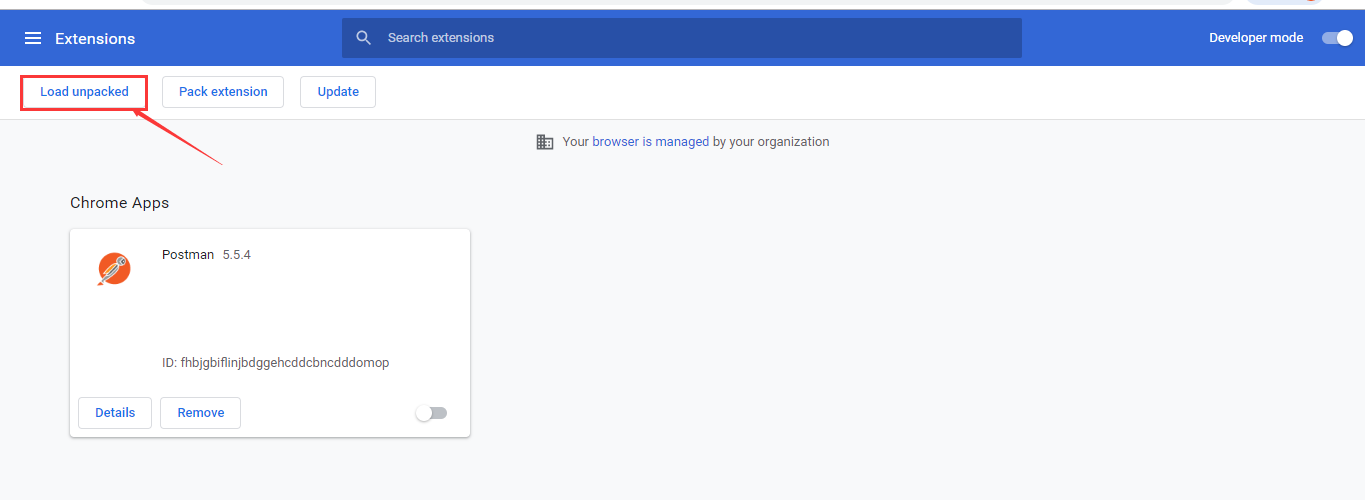 Extensions
Search extensions
Developer mode
Load unpacked
Pack extension
Update
Your browser is managed by your organization
Chrome Apps
Postman 5.5.4
ID: fhbjgbiflinjbdggehcddcbncdddomop
Details
Remove